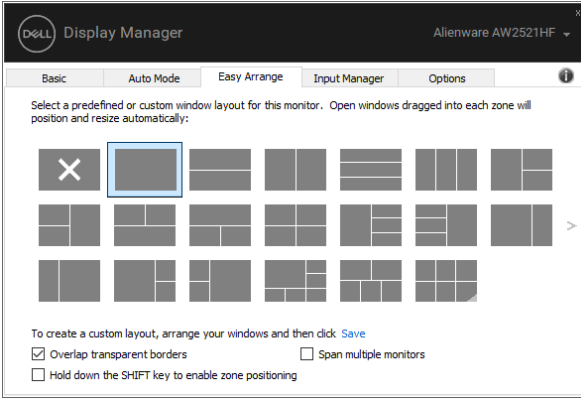 DELL Display Manager Alienware AW2521HF
Basic Auto Mode Easy Arrange Input Manager Options
Select a predefined or custom window layout for this monitor. Open windows dragged into each zone will
position and resize automatically:
To create a custom layout, arrange your windows and then click Save
Overlap transparent borders Span multiple monitors
Hold down the SHIFT key to enable zone positioning